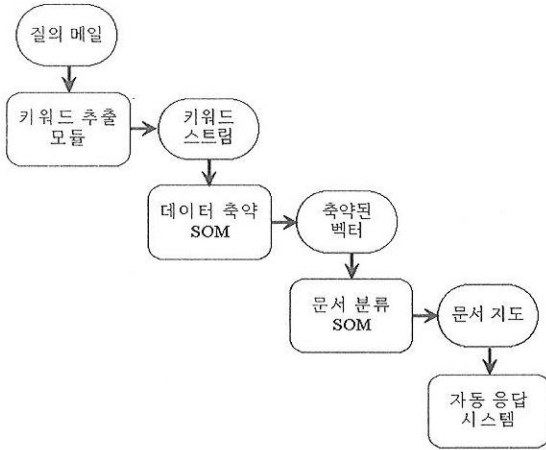 질의 메일
키워드 추출
모듈
키워드
스트림
데이터 축약
SOM
축약된
벡터
문서 분류
SOM
문서 지도
자동 응답
시스템